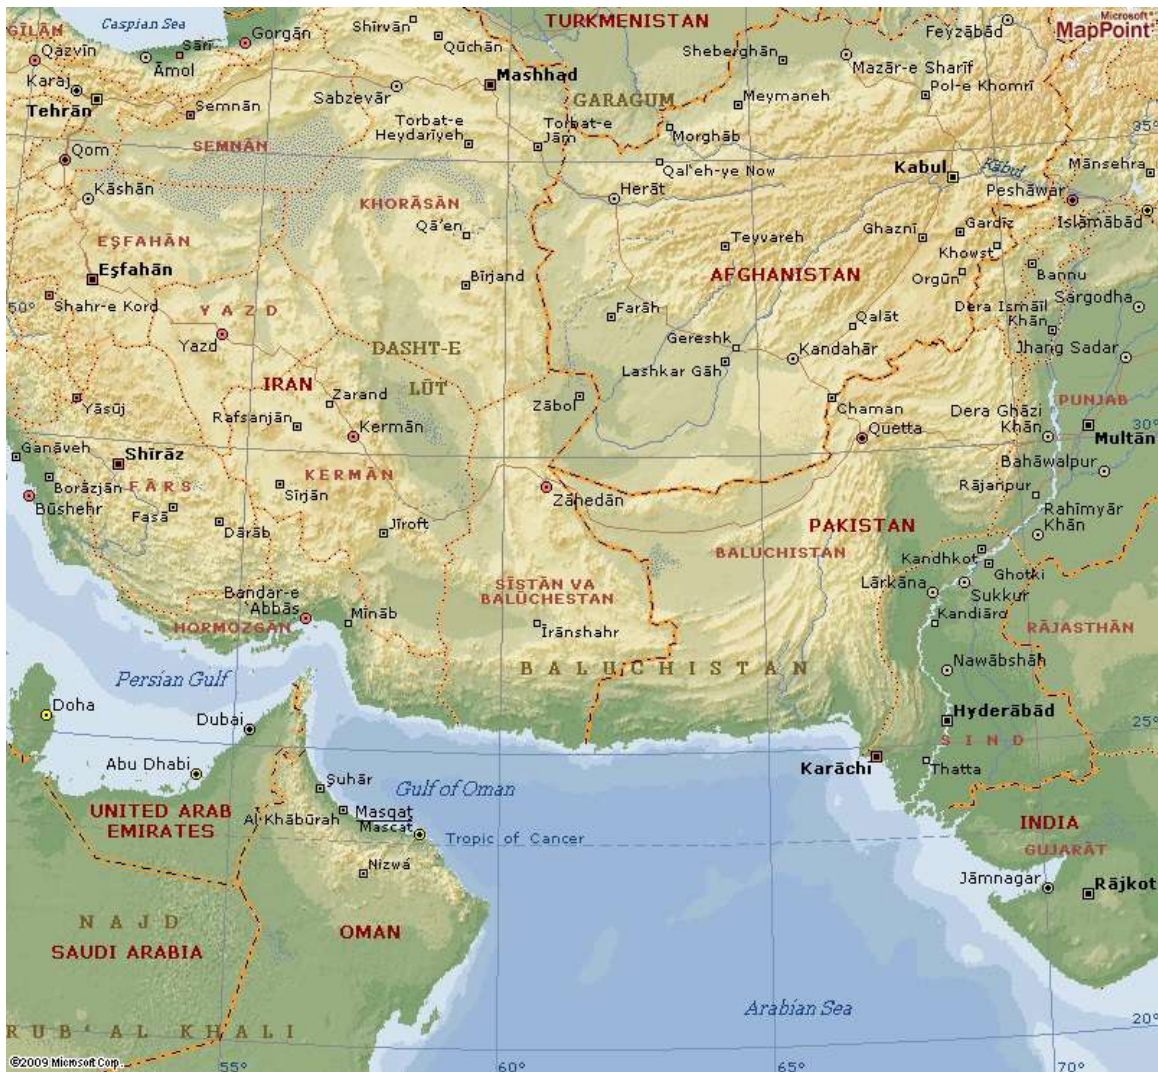 Caspian Sea
GĪLĀN
Qazvīn
Karaj
Tehrān
Āmol
Sārī
Gorgān
Semnān
Shīrvān
Qūchān
TURKMENISTAN
Mashhad
Sabzevār
GARAGUM
Torbat-e
Heydarīyeh
Torbat-e
Jām
Sheberghān
Feyzābād
Microsoft
MapPoint
Mazār-e Sharīf
Pol-e Khomrī
Meymaneh
Morghāb
35°
Qom
SEMNĀN
Kāshān
KHORĀSĀN
Qā'en
Qal'eh-ye Now
Herāt
Kabul
Kabul
Mānsehra
Peshāwar
Islāmābād
EŞFAHĀN
Eşfahān
Bīrjand
Teyvareh
Ghaznī
Gardīz
Khowst
AFGHANISTAN
Orgūn
Bannu
50°
Shahr-e Kord
YAZD
Yazd
Farāh
Qalāt
Dera Ismāīl
Khān
Sargodha
DASHT-E
LŪT
Gereshk
Lashkar Gāh
Kandahār
Jhang Sadar
IRAN
Yāsūj
Zarand
Rafsanjān
Kermān
Zābol
Chaman
Quetta
Dera Ghāzi
Khān
PUNJAB
30°
Multān
Ganāveh
Shīrāz
Borāzjān
FĀRS
Būshehr
Fasā
Dārāb
KERMĀN
Sīrjān
Jīroft
Zāhedān
Bahāwalpur
Rājanpur
Rahīmyār
Khān
PAKISTAN
BALUCHISTAN
Kandhkot
Ghotki
Lārkāna
Sukkur
Kandiāro
Bandar-e
'Abbās
HORMOZGĀN
Mīnāb
SĪSTĀN VA
BALŪCHESTAN
Īrānshahr
RĀJASTHĀN
BALUCHISTAN
Nawābshāh
Persian Gulf
Doha
Dubai
Abu Dhabi
Hyderābād
SIND
25°
Karāchi
Thatta
UNITED ARAB
EMIRATES
Şuhār
Al-Khābūrah
Masqaţ
Mascat
Gulf of Oman
Tropic of Cancer
INDIA
GUJARĀT
Nizwá
Jāmnagar
Rājkot
NAJD
SAUDI ARABIA
OMAN
Arabian Sea
RUB' AL KHALI
20°
©2009 Microsoft Corp.
55°
60°
65°
70°